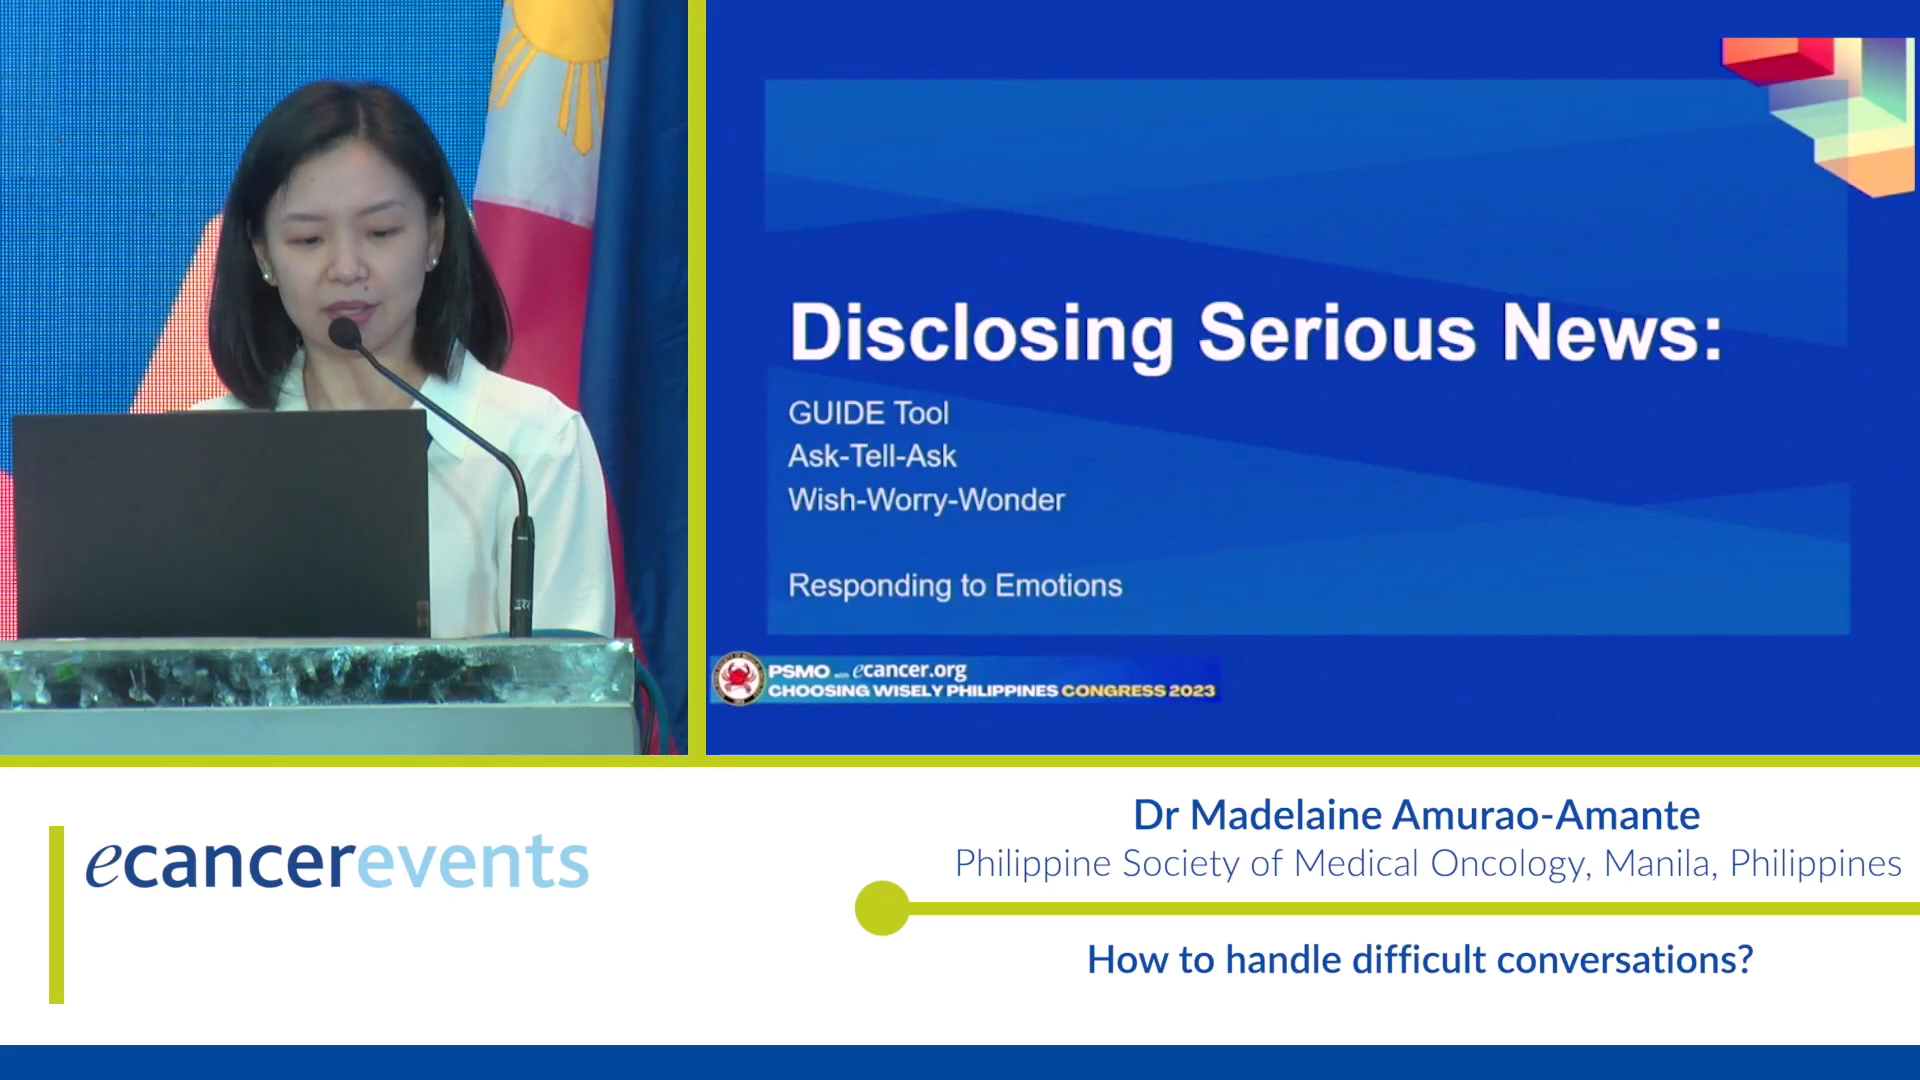 Disclosing Serious News:
GUIDE Tool
Ask-Tell-Ask
Wish-Worry-Wonder
Responding to Emotions
PSMO with ecancer.org
CHOOSING WISELY PHILIPPINES CONGRESS 2023
ecancerevents
Dr Madelaine Amurao-Amante
Philippine Society of Medical Oncology, Manila, Philippines
How to handle difficult conversations?